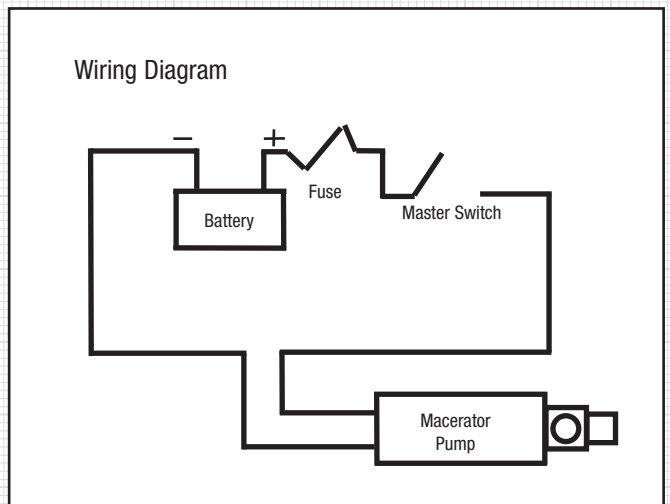 Wiring Diagram
− +
Fuse
Battery
Master Switch
Macerator
Pump